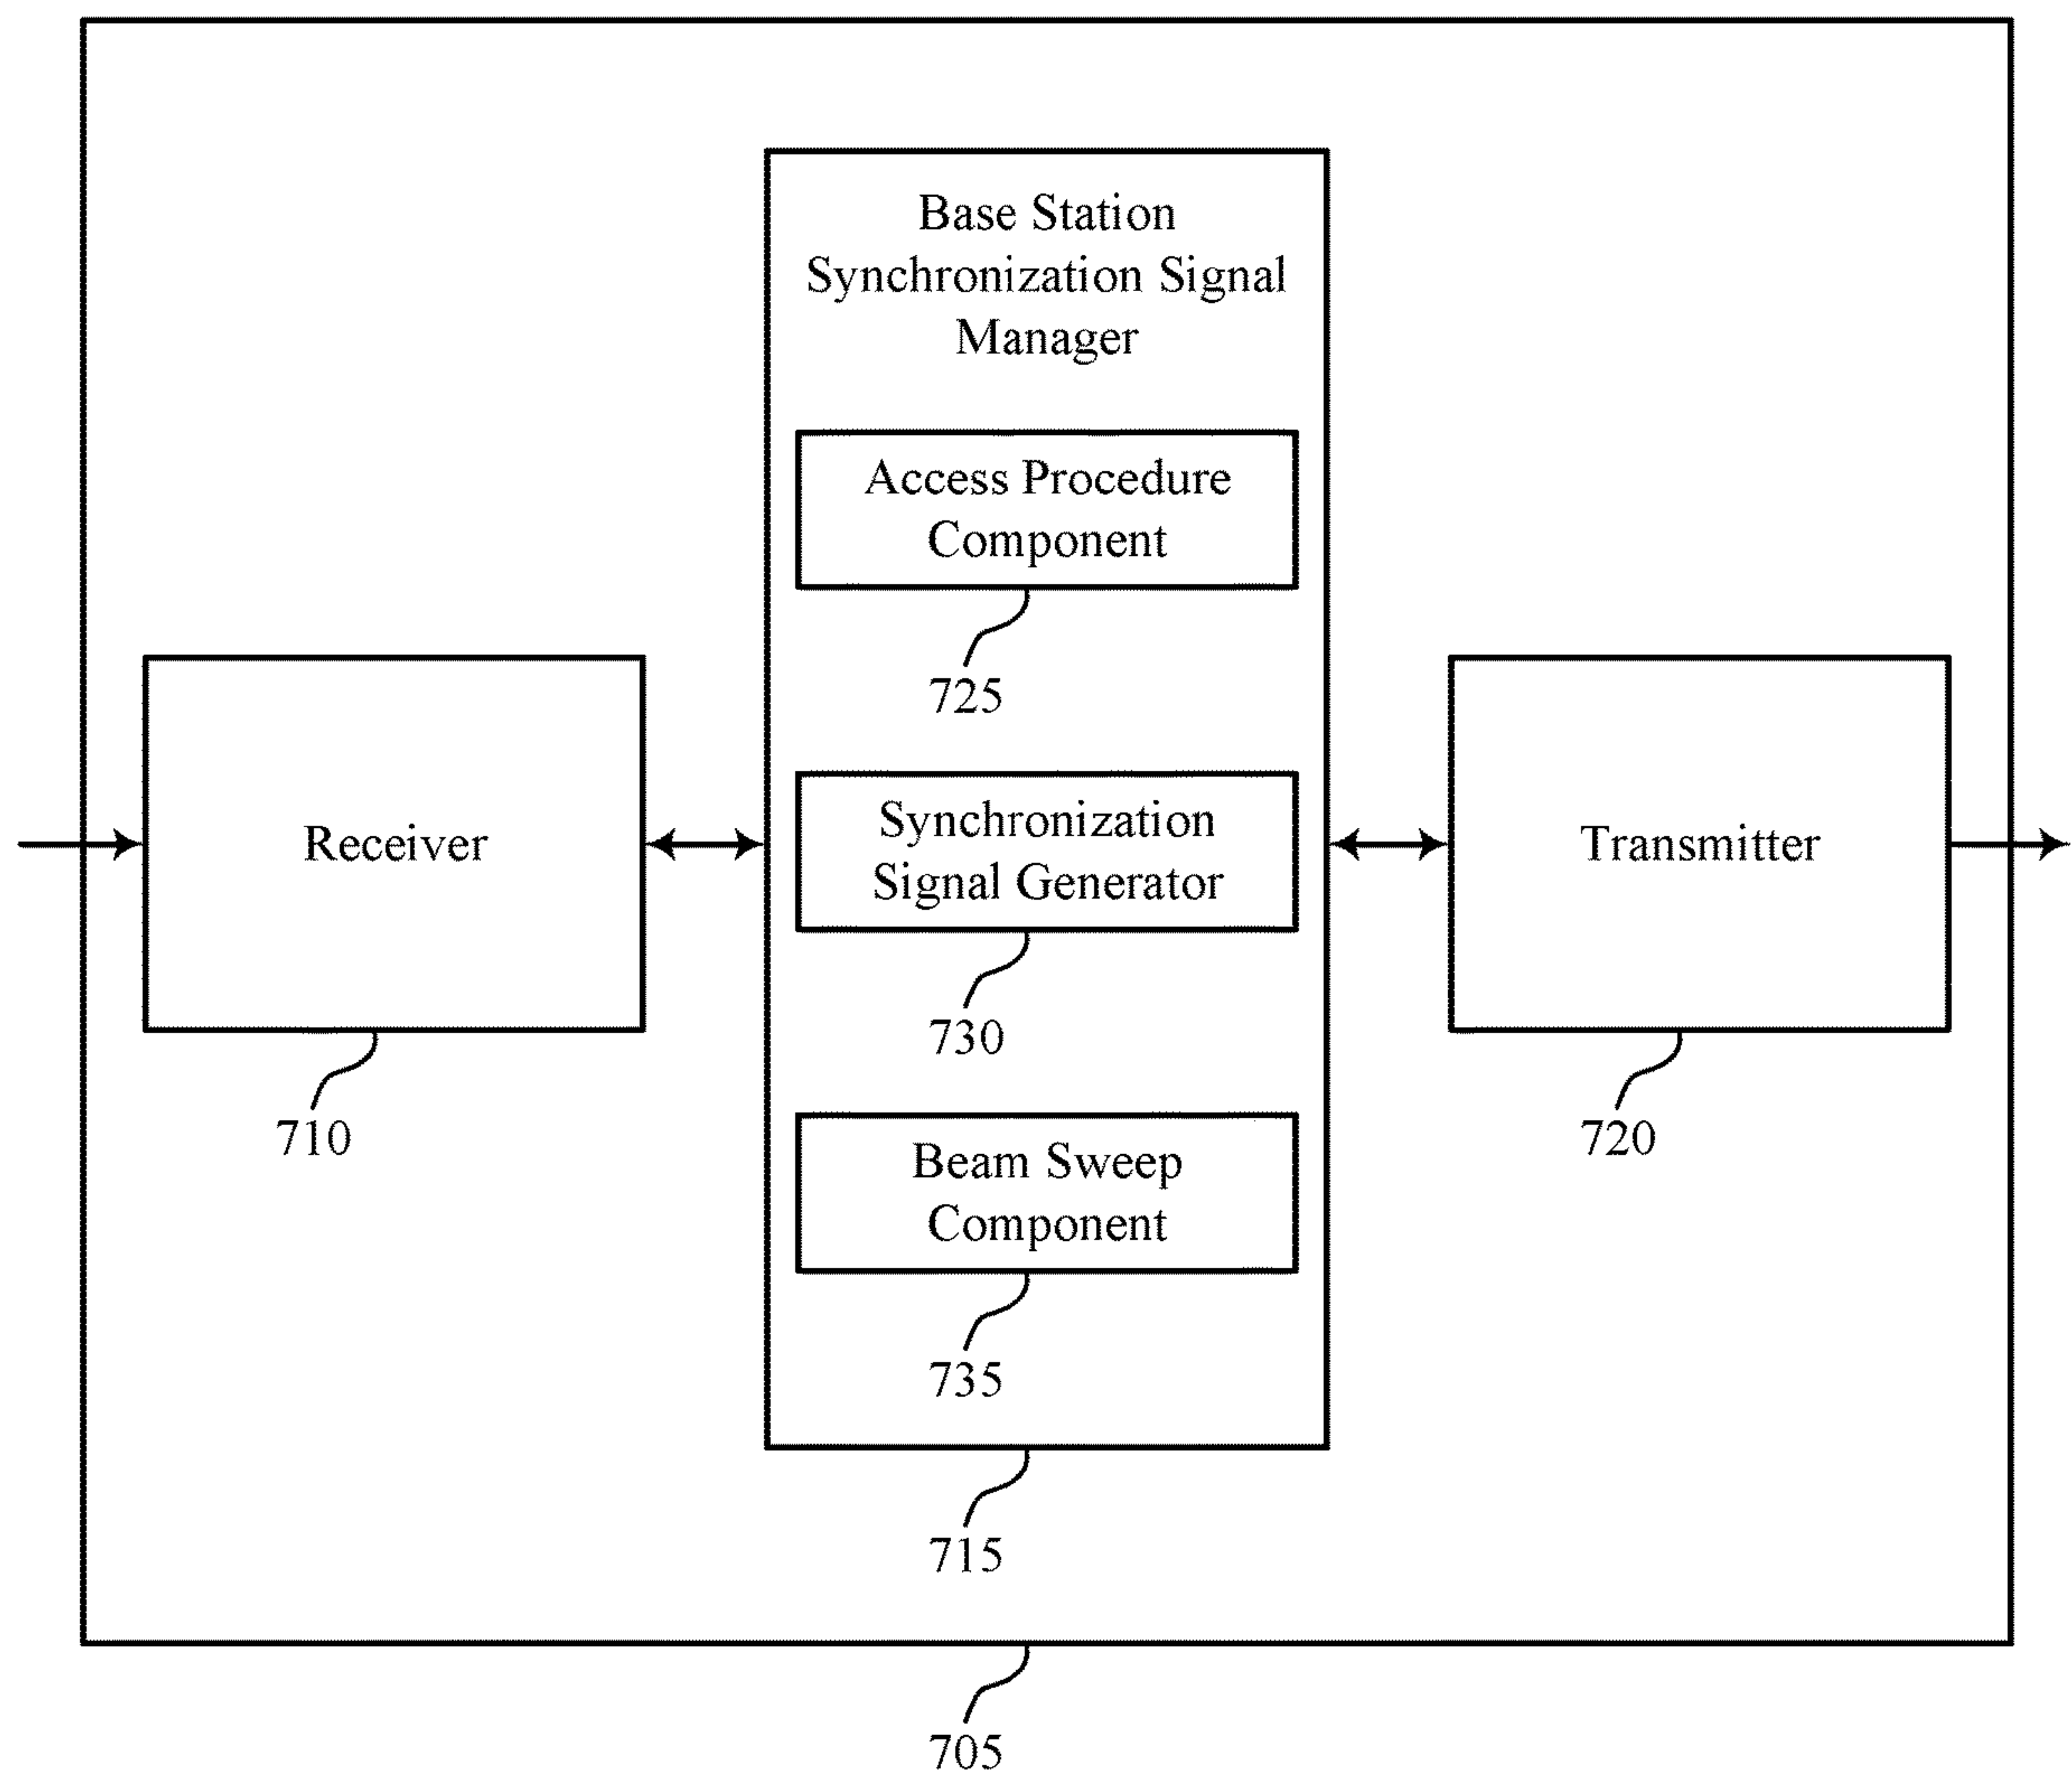 Base Station
Synchronization Signal
Manager
Access Procedure
Component
725
Receiver
710
Synchronization
Signal Generator
730
Transmitter
720
Beam Sweep
Component
735
715
705